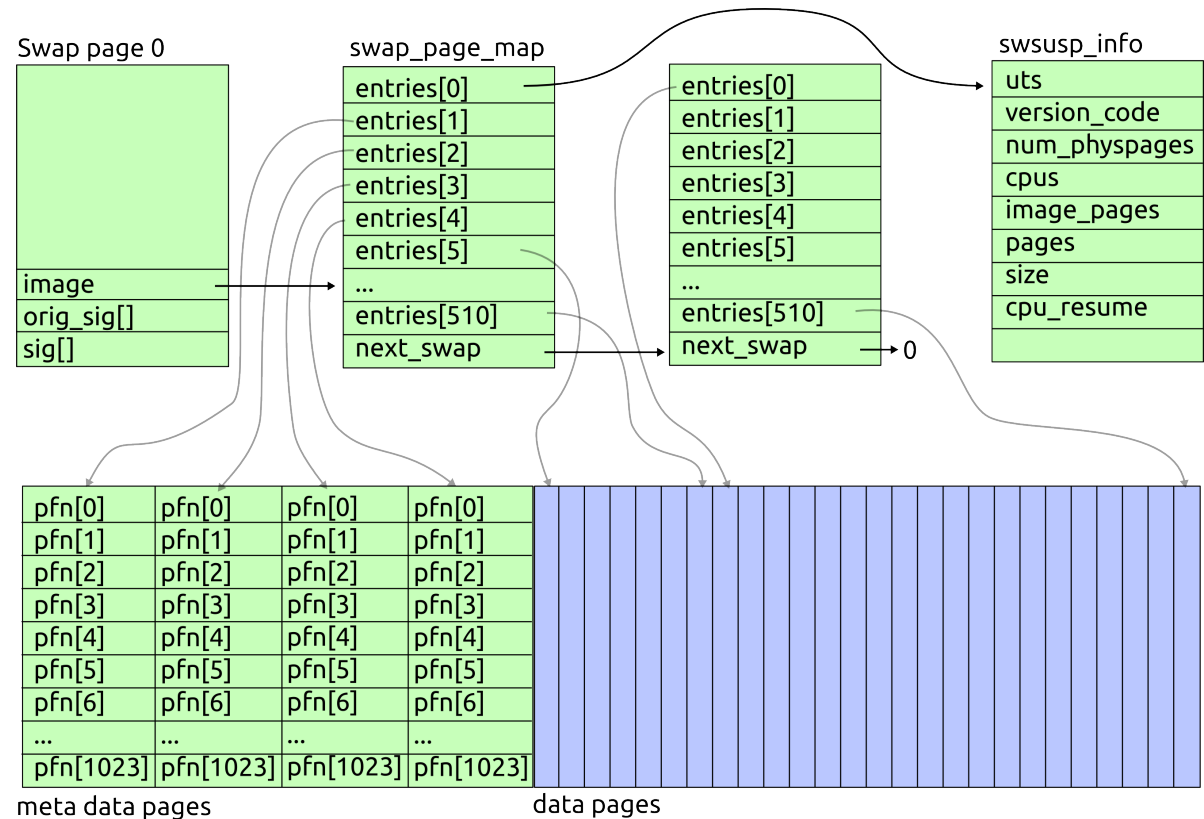 Swap page 0
image
orig_sig[]
sig[]
swap_page_map
entries[0]
entries[1]
entries[2]
entries[3]
entries[4]
entries[5]
...
entries[510]
next_swap
entries[0]
entries[1]
entries[2]
entries[3]
entries[4]
entries[5]
...
entries[510]
next_swap
0
swsusp_info
uts
version_code
num_physpages
cpus
image_pages
pages
size
cpu_resume
pfn[0] pfn[0] pfn[0] pfn[0]
pfn[1] pfn[1] pfn[1] pfn[1]
pfn[2] pfn[2] pfn[2] pfn[2]
pfn[3] pfn[3] pfn[3] pfn[3]
pfn[4] pfn[4] pfn[4] pfn[4]
pfn[5] pfn[5] pfn[5] pfn[5]
pfn[6] pfn[6] pfn[6] pfn[6]
... ... ... ...
pfn[1023] pfn[1023] pfn[1023] pfn[1023]
meta data pages
data pages